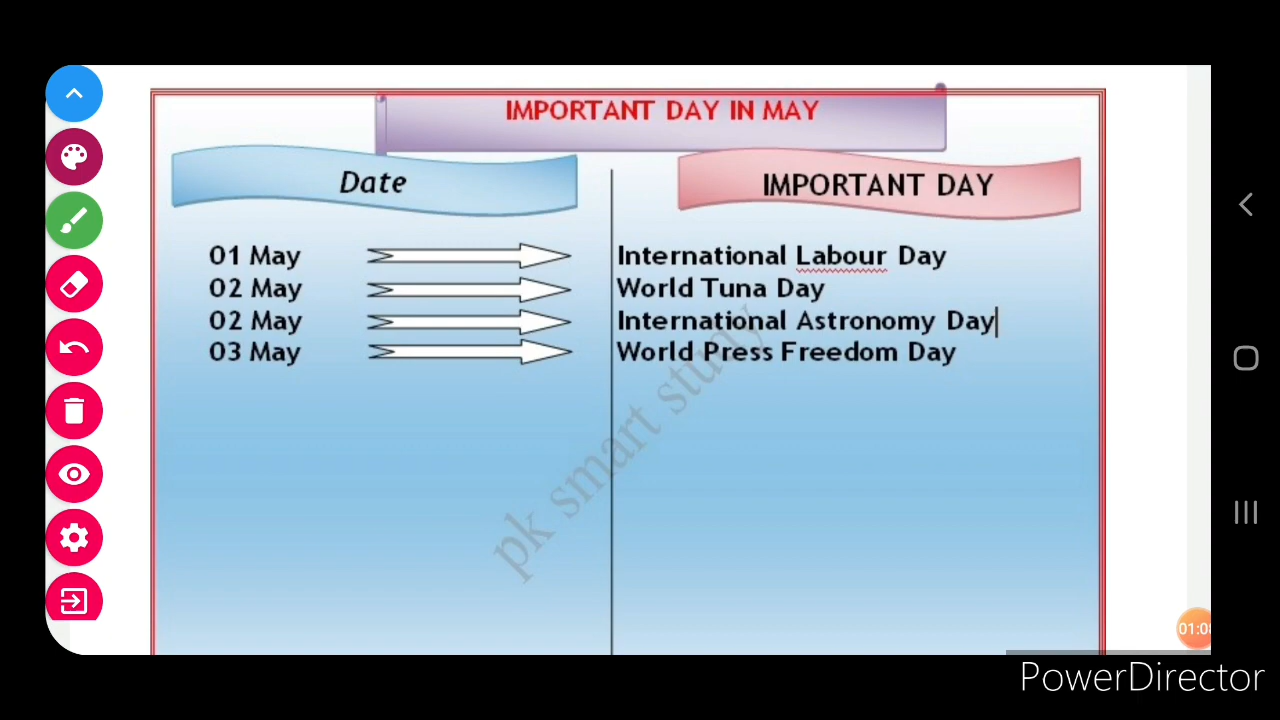 IMPORTANT DAY IN MAY
Date IMPORTANT DAY
01 May International Labour Day
02 May World Tuna Day
02 May International Astronomy Day
03 May World Press Freedom Day
pk smart study
PowerDirector